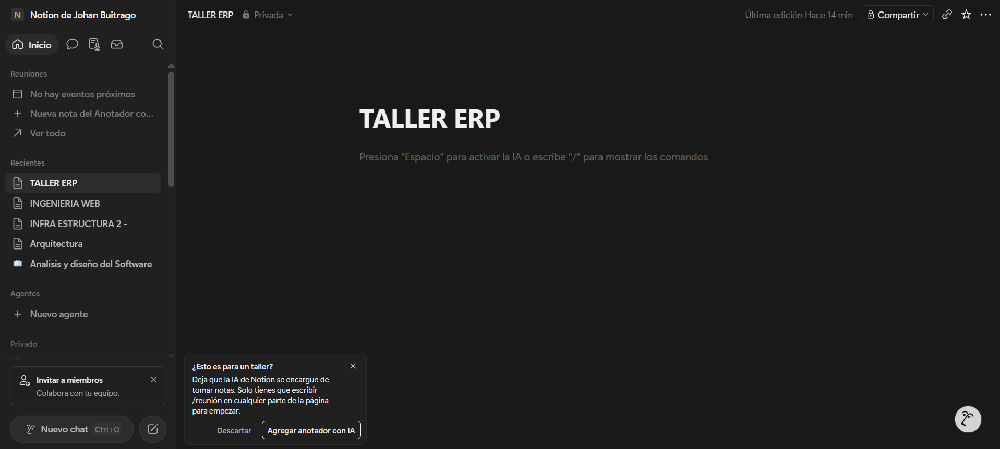 N Notion de Johan Buitrago
Inicio
Reuniones
No hay eventos próximos
Nueva nota del Anotador co...
Ver todo
Recientes
TALLER ERP
INGENIERIA WEB
INFRA ESTRUCTURA 2 -
Arquitectura
Analisis y diseño del Software
Agentes
Nuevo agente
Privado
Invitar a miembros
Colabora con tu equipo.
Nuevo chat Ctrl+O
TALLER ERP Privada
Última edición Hace 14 min Compartir
TALLER ERP
Presiona "Espacio" para activar la IA o escribe "/" para mostrar los comandos
¿Esto es para un taller?
Deja que la IA de Notion se encargue de
tomar notas. Solo tienes que escribir
/reunión en cualquier parte de la página
para empezar.
Descartar Agregar anotador con IA